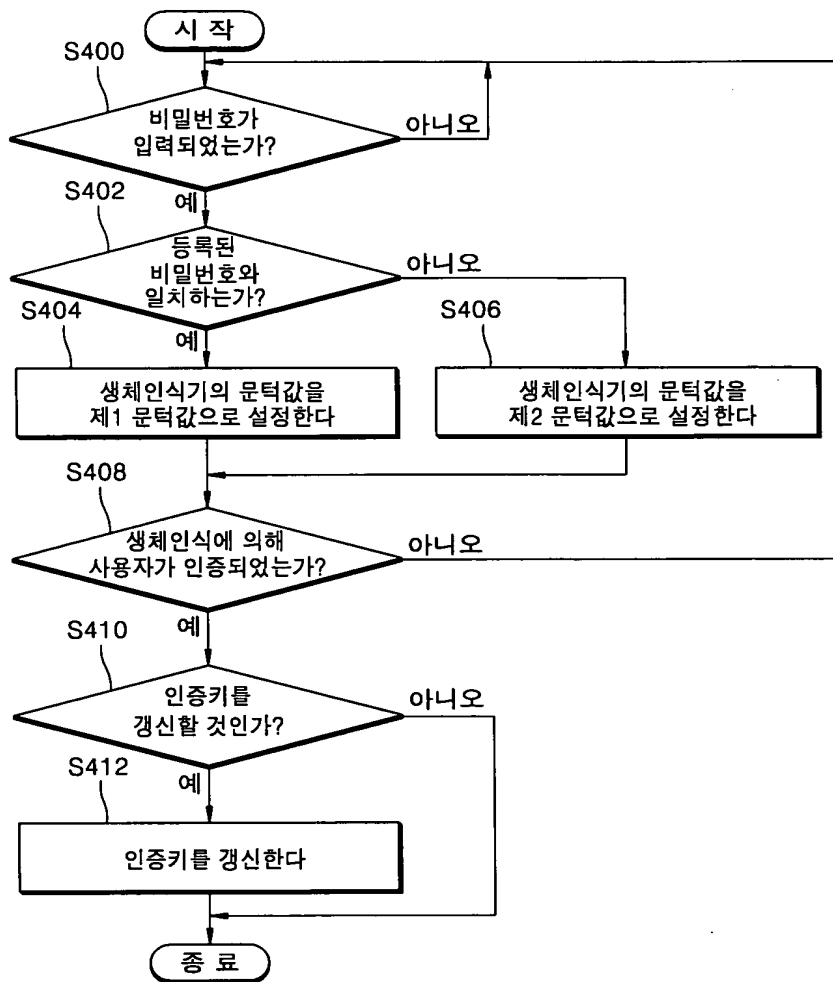 시 작
S400
비밀번호가
입력되었는가?
아니오
예
S402
등록된
비밀번호와
일치하는가?
아니오
예
S404
생체인식기의 문턱값을
제1 문턱값으로 설정한다
S406
생체인식기의 문턱값을
제2 문턱값으로 설정한다
S408
생체인식에 의해
사용자가 인증되었는가?
아니오
예
S410
인증키를
갱신할 것인가?
아니오
예
S412
인증키를 갱신한다
종 료